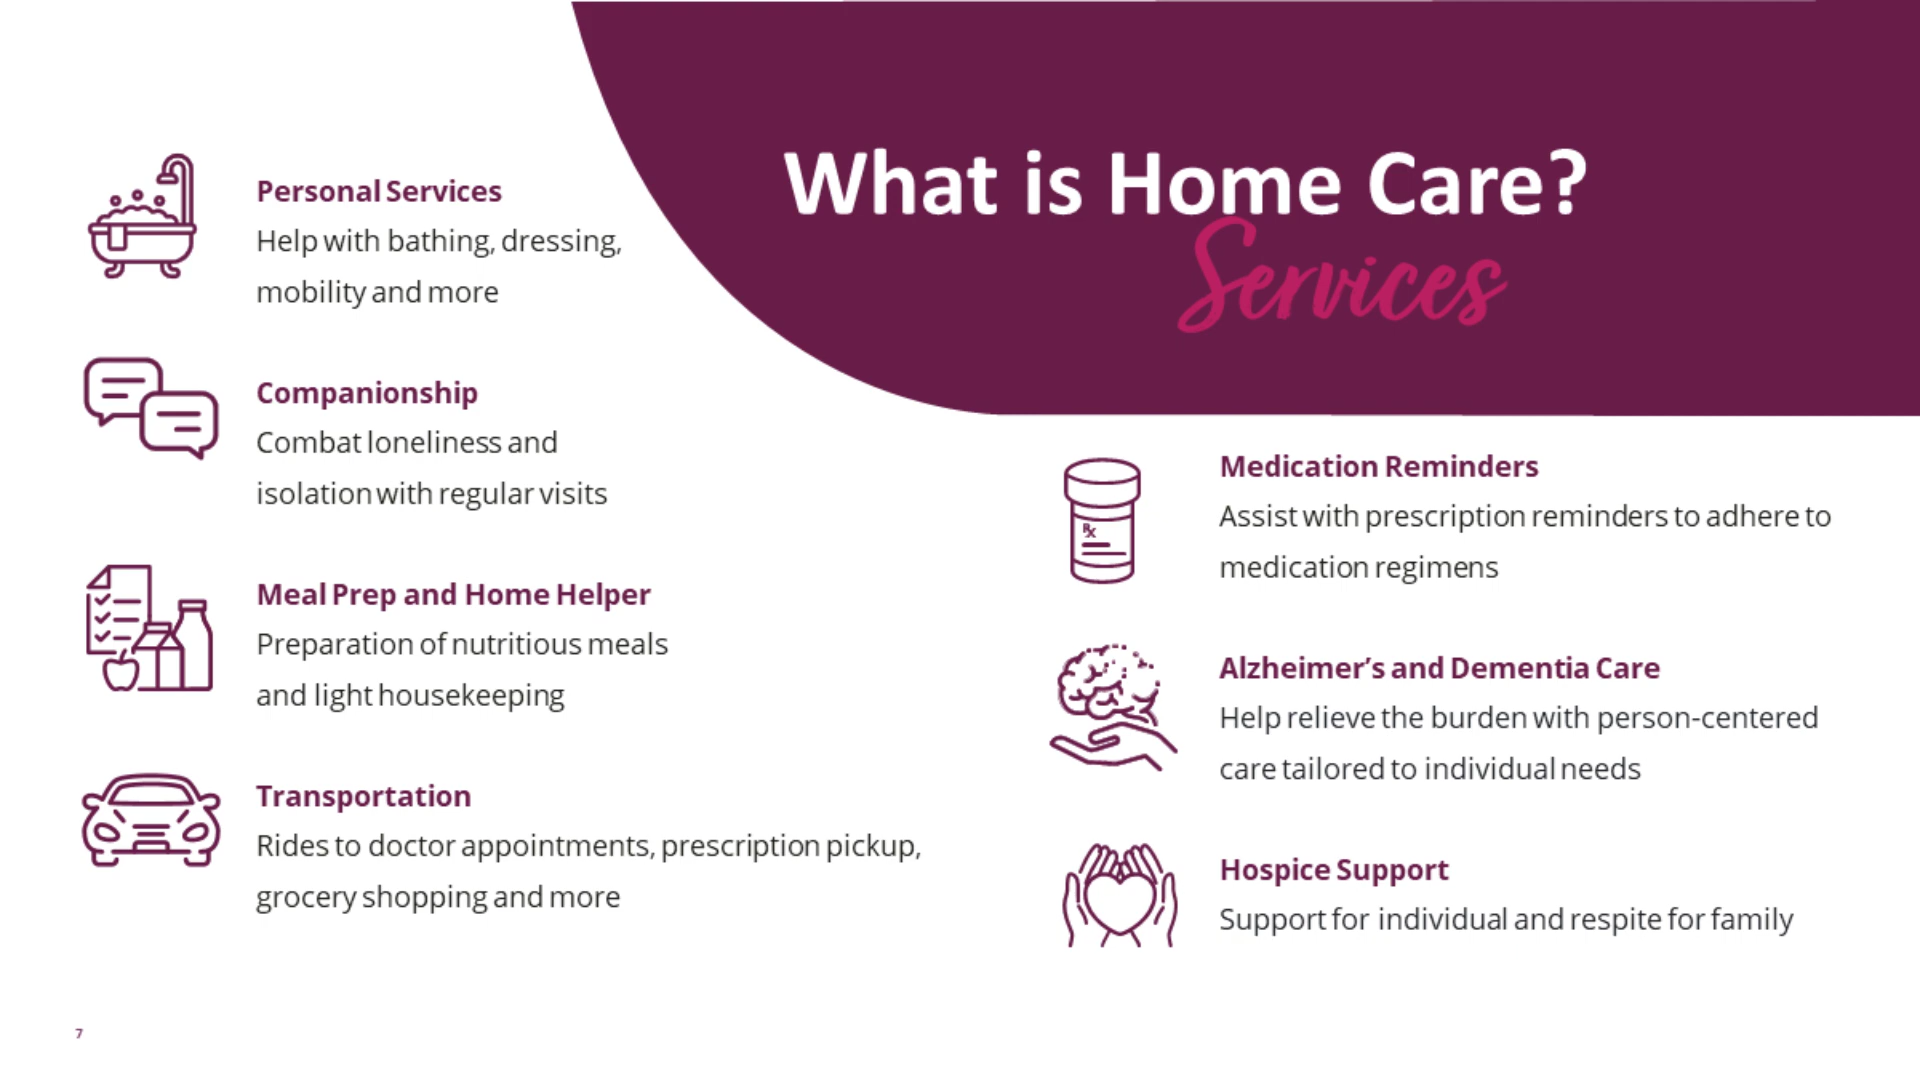 What is Home Care?
Services
Personal Services
Help with bathing, dressing,
mobility and more
Companionship
Combat loneliness and
isolation with regular visits
Meal Prep and Home Helper
Preparation of nutritious meals
and light housekeeping
Transportation
Rides to doctor appointments, prescription pickup,
grocery shopping and more
Medication Reminders
Assist with prescription reminders to adhere to
medication regimens
Rx
Alzheimer’s and Dementia Care
Help relieve the burden with person-centered
care tailored to individual needs
Hospice Support
Support for individual and respite for family
7